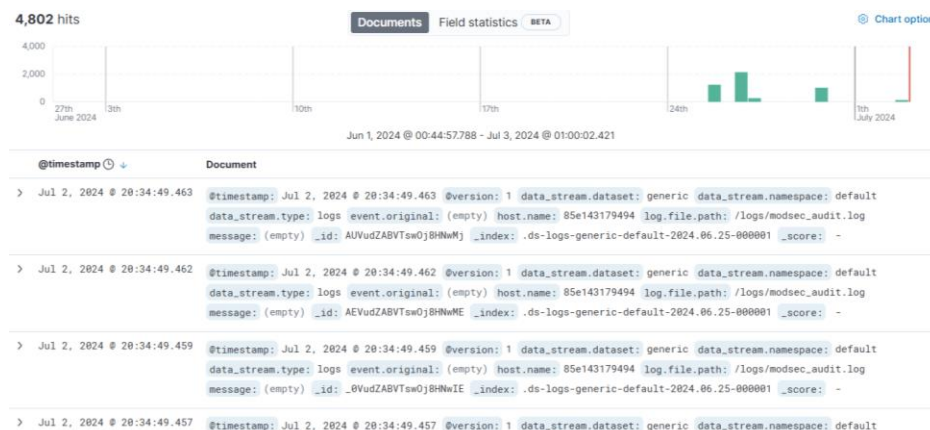 4,802 hits
Documents Field statistics BETA
Chart option
4,000
2,000
0
27th 3th 10th 17th 24th 1th
June 2024 July 2024
Jun 1, 2024 @ 00:44:57.788 - Jul 3, 2024 @ 01:00:02.421
@timestamp Document
Jul 2, 2024 @ 20:34:49.463 @timestamp: Jul 2, 2024 @ 20:34:49.463 @version: 1 data_stream.dataset: generic data_stream.namespace: default
data_stream.type: logs event.original: (empty) host.name: 85e143179494 log.file.path: /logs/modsec_audit.log
message: (empty) _id: AUVudZABVTswOj8HNwMj _index: .ds-logs-generic-default-2024.06.25-000001 _score: -
Jul 2, 2024 @ 20:34:49.462 @timestamp: Jul 2, 2024 @ 20:34:49.462 @version: 1 data_stream.dataset: generic data_stream.namespace: default
data_stream.type: logs event.original: (empty) host.name: 85e143179494 log.file.path: /logs/modsec_audit.log
message: (empty) _id: AEVudZABVTswOj8HNwME _index: .ds-logs-generic-default-2024.06.25-000001 _score: -
Jul 2, 2024 @ 20:34:49.459 @timestamp: Jul 2, 2024 @ 20:34:49.459 @version: 1 data_stream.dataset: generic data_stream.namespace: default
data_stream.type: logs event.original: (empty) host.name: 85e143179494 log.file.path: /logs/modsec_audit.log
message: (empty) _id: _0VudZABVTswOj8HNwIE _index: .ds-logs-generic-default-2024.06.25-000001 _score: -
Jul 2, 2024 @ 20:34:49.457 @timestamp: Jul 2, 2024 @ 20:34:49.457 @version: 1 data_stream.dataset: generic data_stream.namespace: default